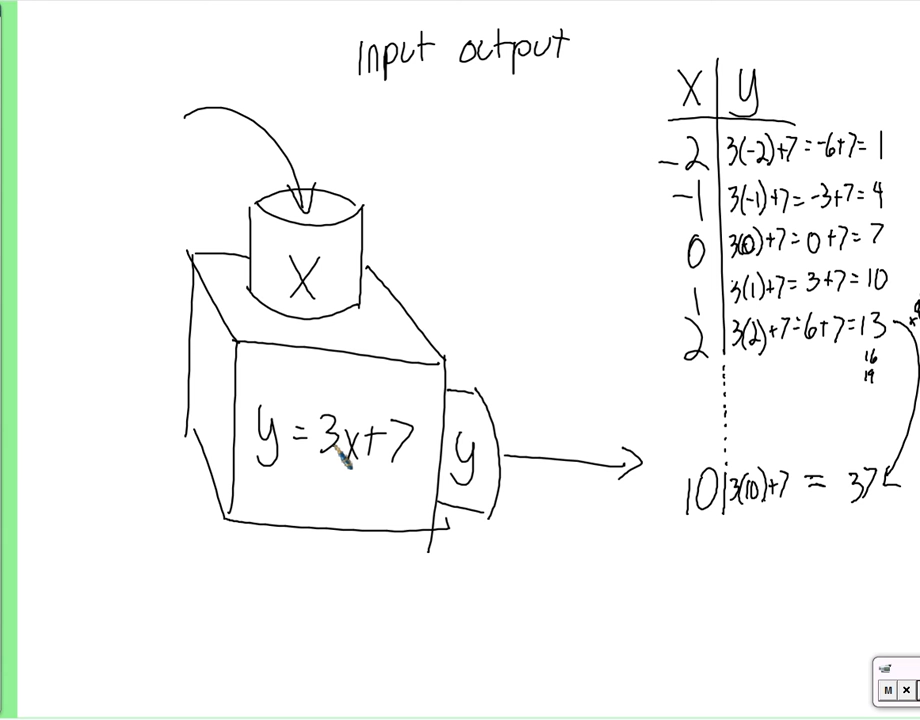 input output
x y
-2 3(-2)+7=-6+7=1
-1 3(-1)+7=-3+7=4
0 3(0)+7=0+7=7
1 3(1)+7=3+7=10
2 3(2)+7=6+7=13
16
19
10 3(10)+7 = 37
X
y = 3x+7
y
M X